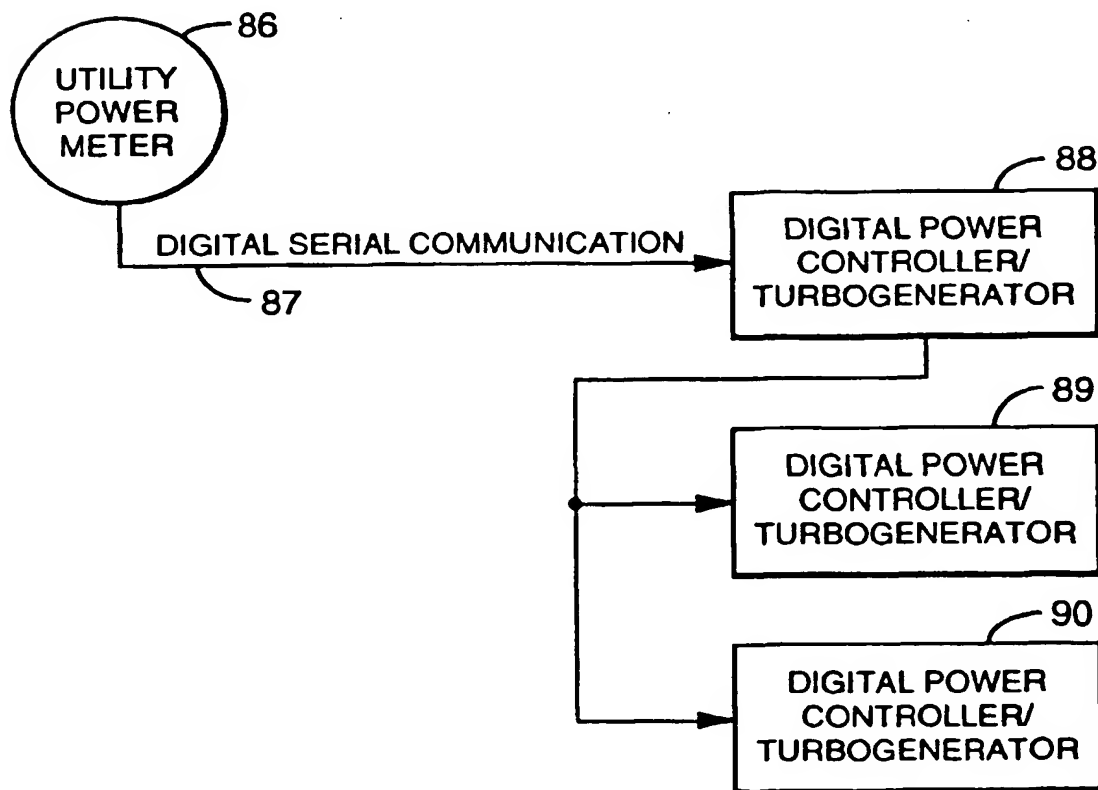 86
UTILITY
POWER
METER
88
DIGITAL SERIAL COMMUNICATION
87
DIGITAL POWER
CONTROLLER/
TURBOGENERATOR
89
DIGITAL POWER
CONTROLLER/
TURBOGENERATOR
90
DIGITAL POWER
CONTROLLER/
TURBOGENERATOR